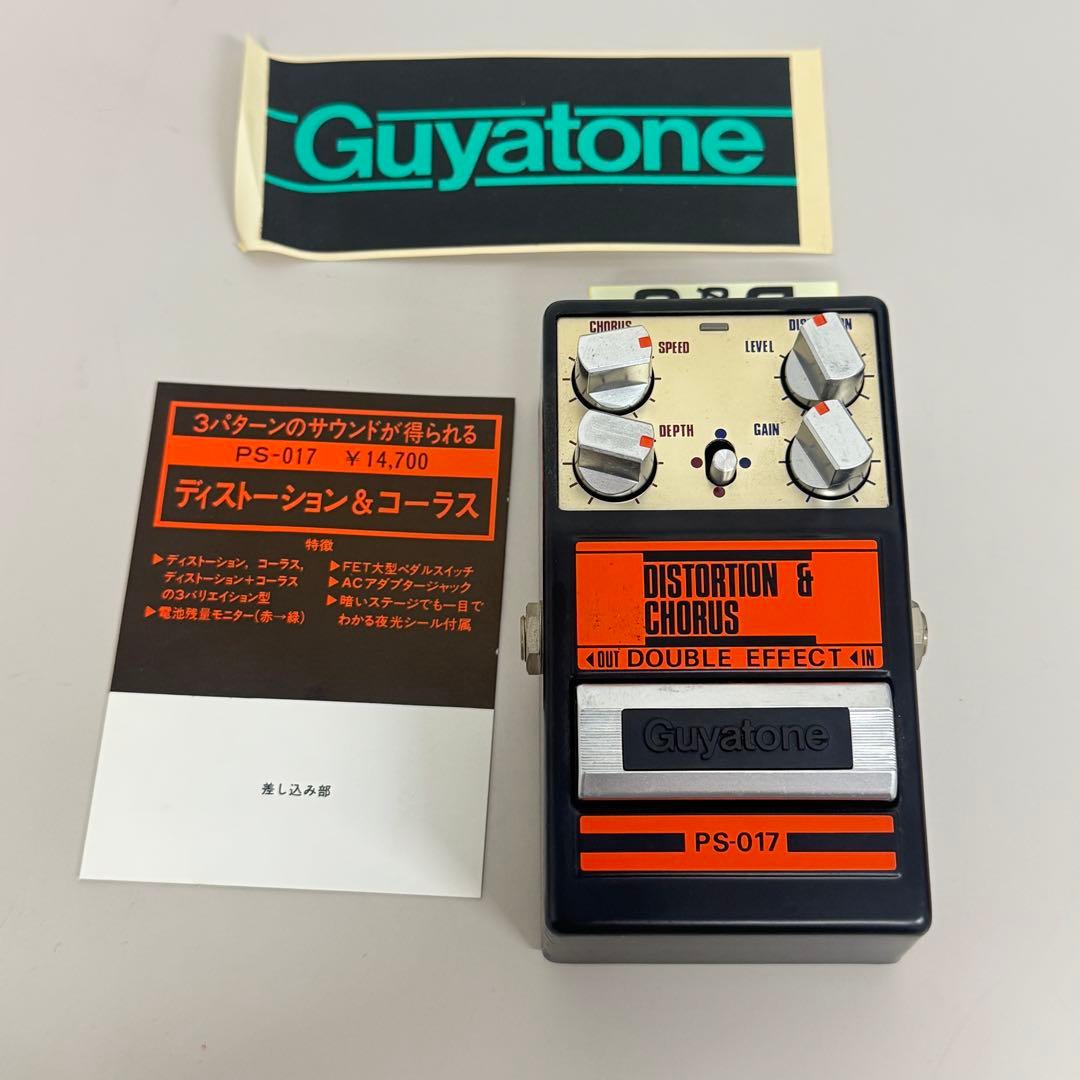 Guyatone
3パターンのサウンドが得られる
PS-017 ¥14,700
ディストーション&コーラス
特徴
▶ディストーション，コーラス，
ディストーション+コーラス
の3バリエイション型
▶電池残量モニター(赤→緑)
▶FET大型ペダルスイッチ
▶ACアダプタージャック
▶暗いステージでも一目で
わかる夜光シール付属
差し込み部
CHORUS
SPEED
LEVEL
DEPTH
GAIN
DISTORTION &
CHORUS
◀OUT DOUBLE EFFECT ◀IN
Guyatone
PS-017